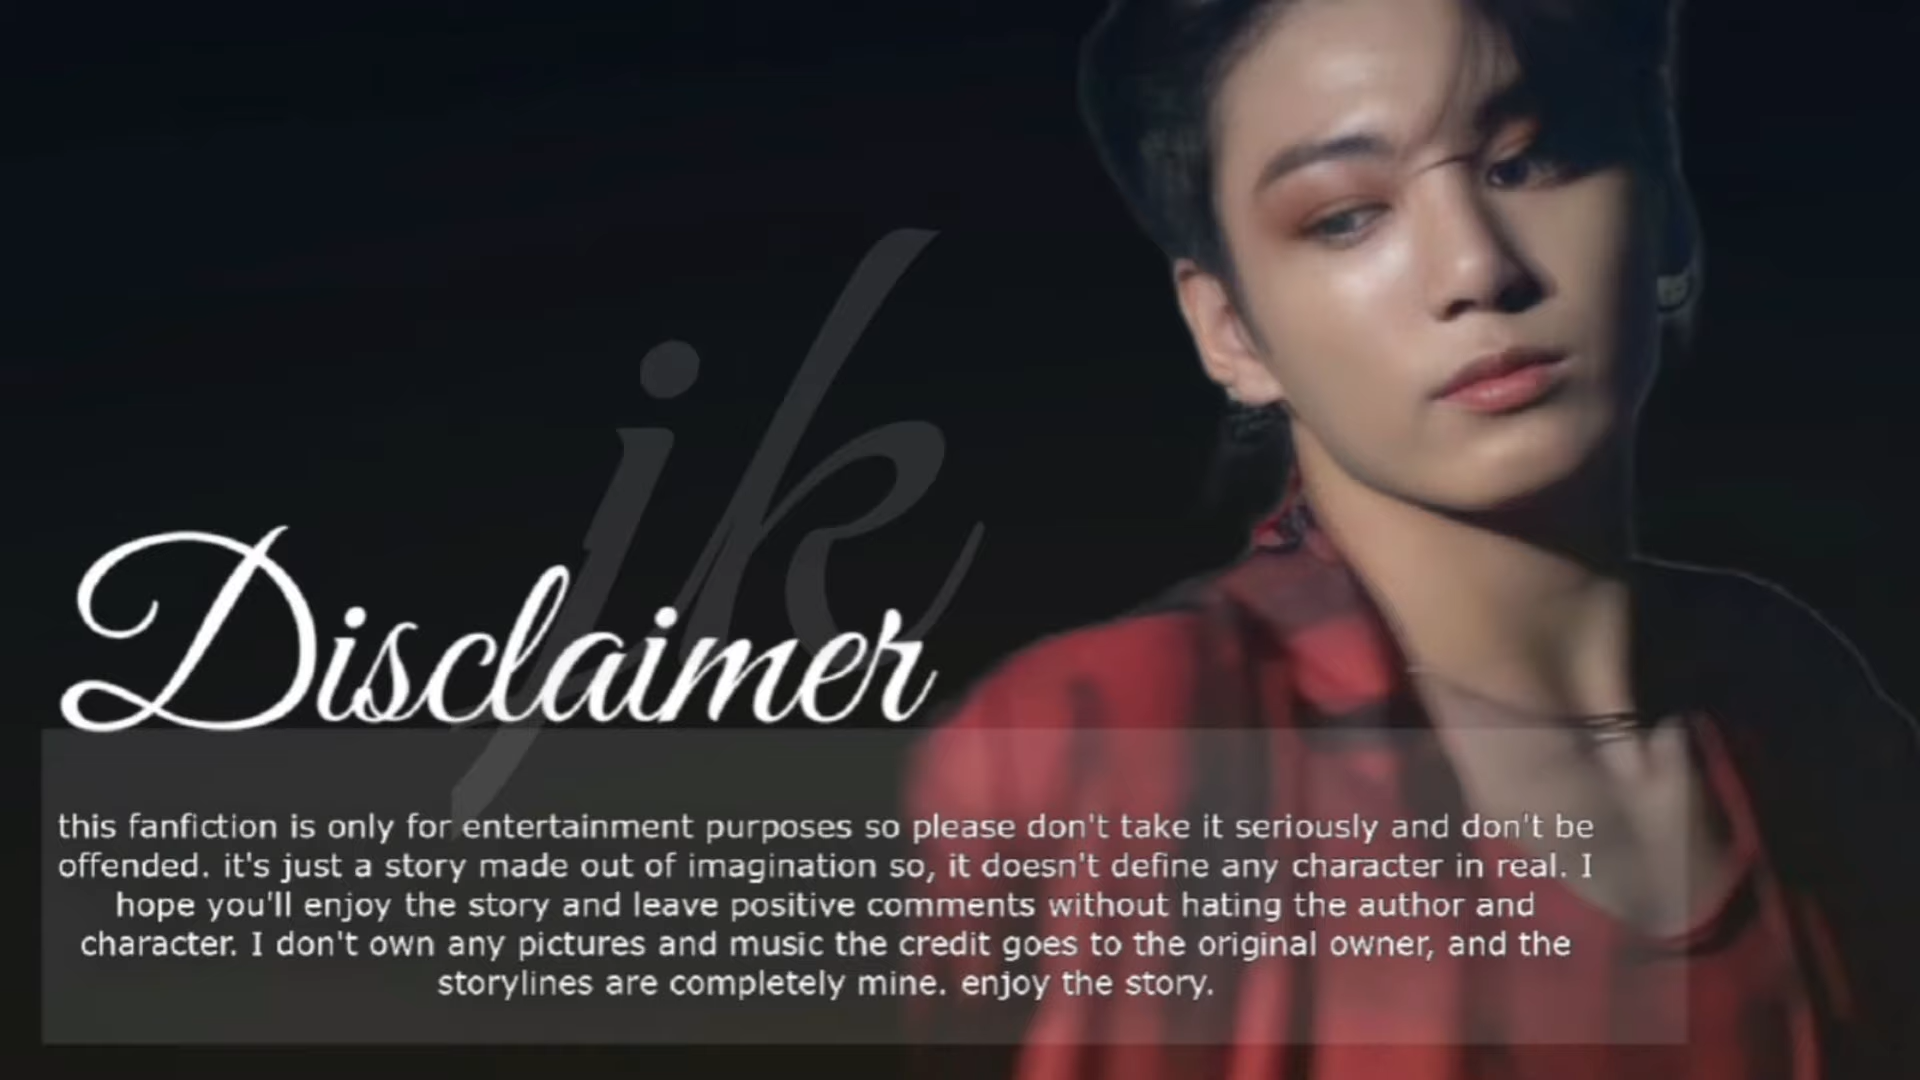 jk
Disclaimer
this fanfiction is only for entertainment purposes so please don't take it seriously and don't be
offended. it's just a story made out of imagination so, it doesn't define any character in real. I
hope you'll enjoy the story and leave positive comments without hating the author and
character. I don't own any pictures and music the credit goes to the original owner, and the
storylines are completely mine. enjoy the story.